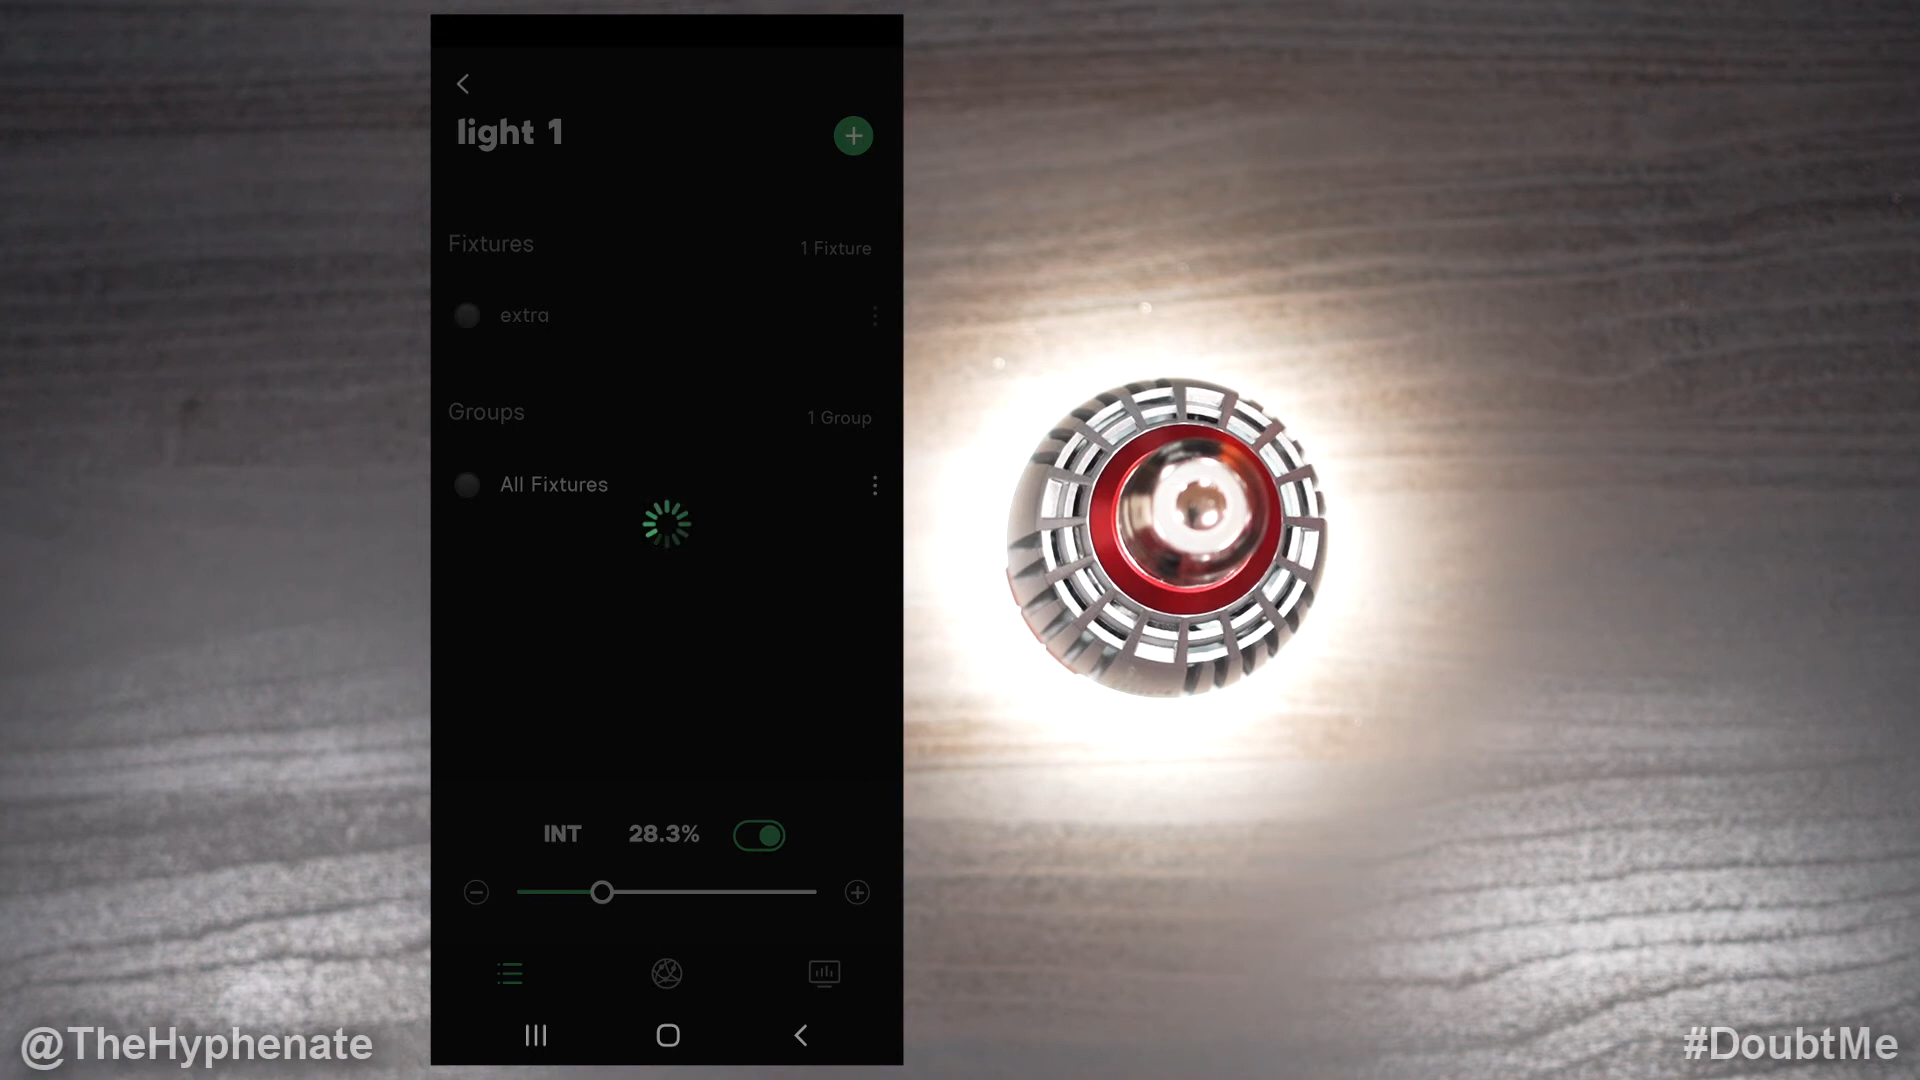 light 1
Fixtures
1 Fixture
extra
Groups
1 Group
All Fixtures
INT 28.3%
@TheHyphenate
#DoubtMe